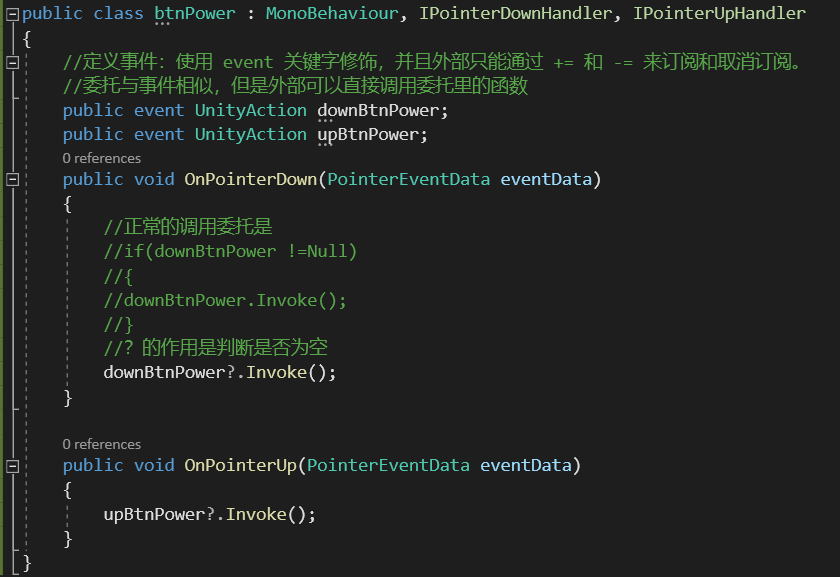 public class btnPower : MonoBehaviour, IPointerDownHandler, IPointerUpHandler
{
//定义事件：使用 event 关键字修饰，并且外部只能通过 += 和 -= 来订阅和取消订阅。
//委托与事件相似，但是外部可以直接调用委托里的函数
public event UnityAction downBtnPower;
public event UnityAction upBtnPower;
0 references
public void OnPointerDown(PointerEventData eventData)
{
//正常的调用委托是
//if(downBtnPower !=Null)
//{
//downBtnPower.Invoke();
//}
//? 的作用是判断是否为空
downBtnPower?.Invoke();
}
0 references
public void OnPointerUp(PointerEventData eventData)
{
upBtnPower?.Invoke();
}
}